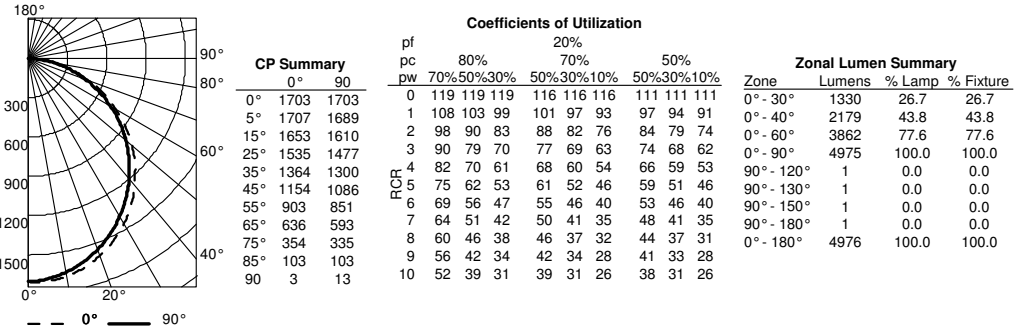 180°
90°
80°
60°
40°
300
600
900
1200
1500
0° 20°
0° 90°
CP Summary
0° 90
0° 1703 1703
5° 1707 1689
15° 1653 1610
25° 1535 1477
35° 1364 1300
45° 1154 1086
55° 903 851
65° 636 593
75° 354 335
85° 103 103
90 3 13
Coefficients of Utilization
pf 20%
pc 80% 70% 50%
pw 70%50%30% 50%30%10% 50%30%10%
RCR
0 119 119 119 116 116 116 111 111 111
1 108 103 99 101 97 93 97 94 91
2 98 90 83 88 82 76 84 79 74
3 90 79 70 77 69 63 74 68 62
4 82 70 61 68 60 54 66 59 53
5 75 62 53 61 52 46 59 51 46
6 69 56 47 55 46 40 53 46 40
7 64 51 42 50 41 35 48 41 35
8 60 46 38 46 37 32 44 37 31
9 56 42 34 42 34 28 41 33 28
10 52 39 31 39 31 26 38 31 26
Zonal Lumen Summary
Zone Lumens % Lamp % Fixture
0° - 30° 1330 26.7 26.7
0° - 40° 2179 43.8 43.8
0° - 60° 3862 77.6 77.6
0° - 90° 4975 100.0 100.0
90° - 120° 1 0.0 0.0
90° - 130° 1 0.0 0.0
90° - 150° 1 0.0 0.0
90° - 180° 1 0.0 0.0
0° - 180° 4976 100.0 100.0